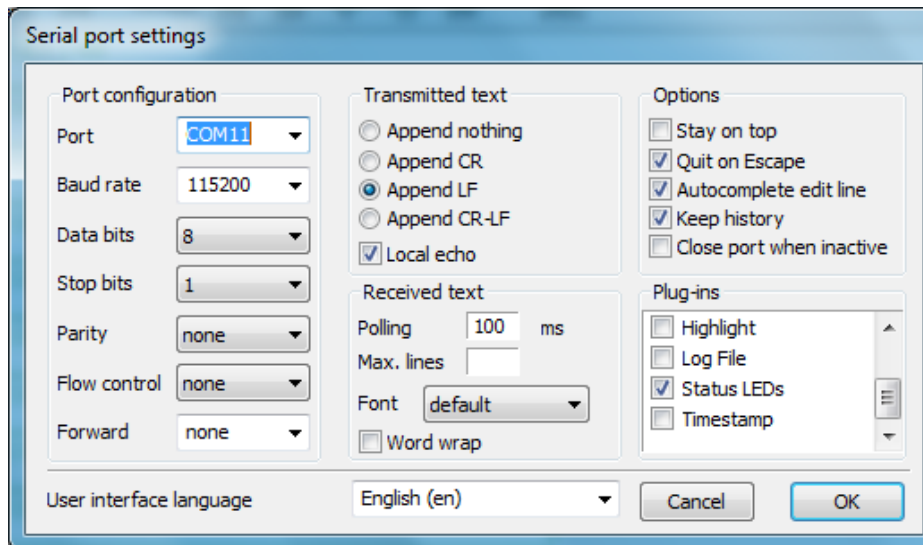 Serial port settings
Port configuration
Port COM11
Baud rate 115200
Data bits 8
Stop bits 1
Parity none
Flow control none
Forward none
Transmitted text
Append nothing
Append CR
Append LF
Append CR-LF
Local echo
Received text
Polling 100 ms
Max. lines
Font default
Word wrap
Options
Stay on top
Quit on Escape
Autocomplete edit line
Keep history
Close port when inactive
Plug-ins
Highlight
Log File
Status LEDs
Timestamp
User interface language English (en)
Cancel OK